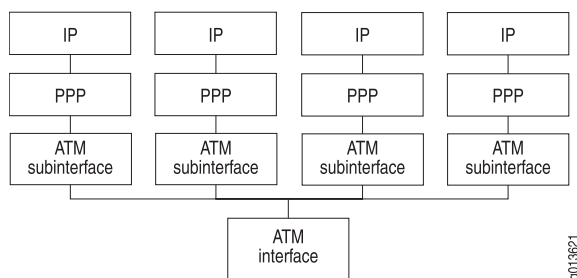 IP IP IP IP
PPP PPP PPP PPP
ATM subinterface ATM subinterface ATM subinterface ATM subinterface
ATM
interface
g013621